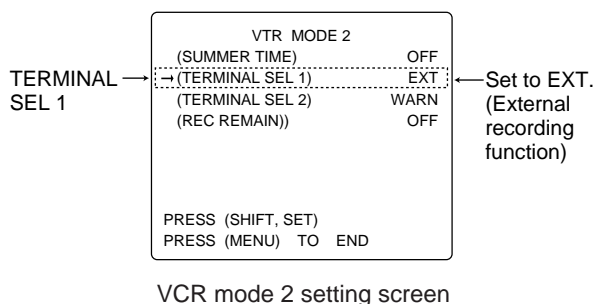 VTR MODE 2
(SUMMER TIME) OFF
TERMINAL SEL 1
→(TERMINAL SEL 1) EXT
Set to EXT.
(External
recording
function)
(TERMINAL SEL 2) WARN
(REC REMAIN)) OFF
PRESS (SHIFT, SET)
PRESS (MENU) TO END
VCR mode 2 setting screen